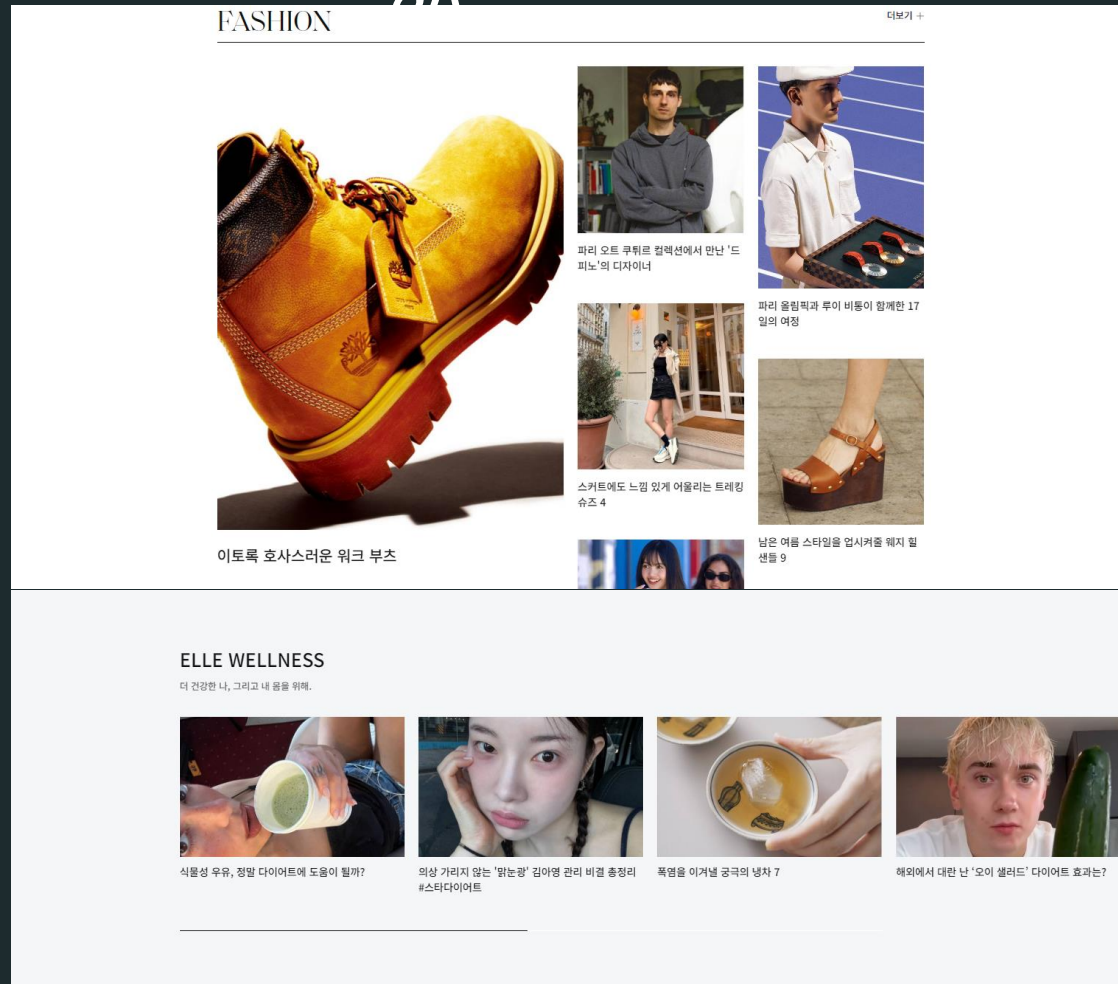 FASHION
더보기 +
파리 오트 쿠튀르 컬렉션에서 만난 '드
피노'의 디자이너
파리 올림픽과 루이 비통이 함께한 17
일의 여정
스커트에도 느낌 있게 어울리는 트레킹
슈즈 4
남은 여름 스타일을 업시켜줄 웨지 힐
샌들 9
이토록 호사스러운 워크 부츠
ELLE WELLNESS
더 건강한 나, 그리고 내 몸을 위해.
식물성 우유, 정말 다이어트에 도움이 될까?
의상 가리지 않는 '맑눈광' 김아영 관리 비결 총정리
#스타다이어트
폭염을 이겨낼 궁극의 냉차 7
해외에서 대란 난 ‘오이 샐러드’ 다이어트 효과는?